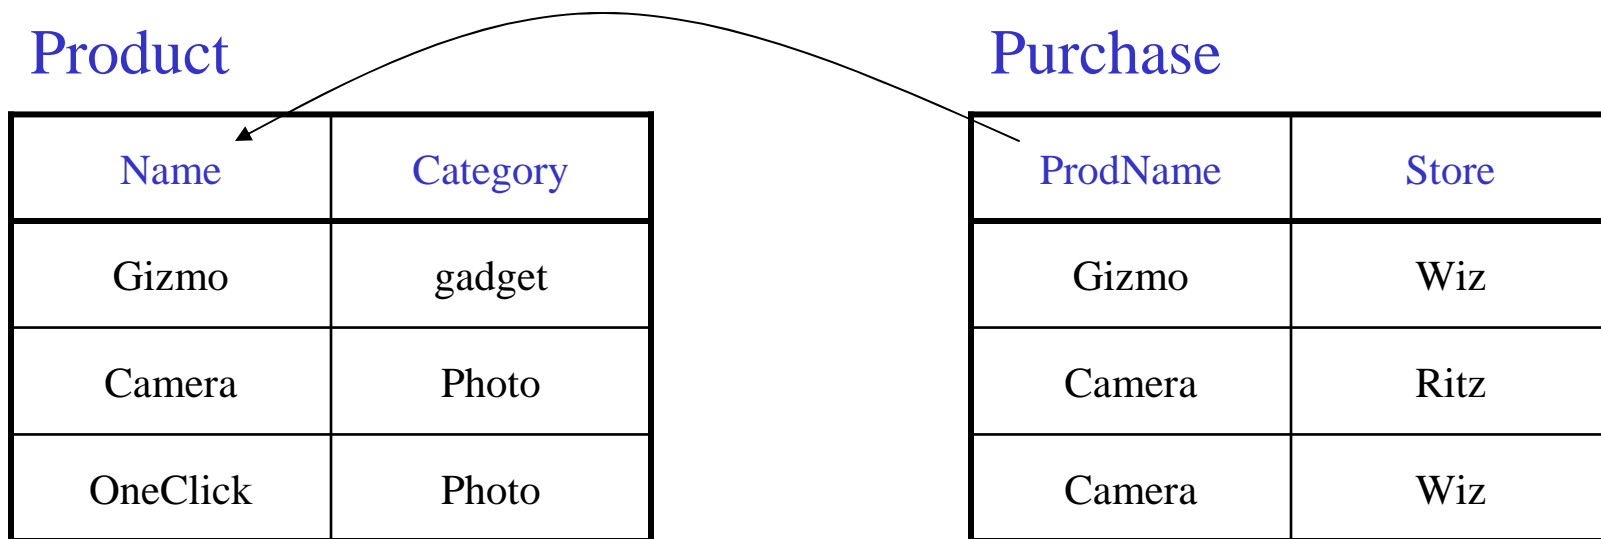 Product Purchase
Name Category ProdName Store
Gizmo gadget Gizmo Wiz
Camera Photo Camera Ritz
OneClick Photo Camera Wiz